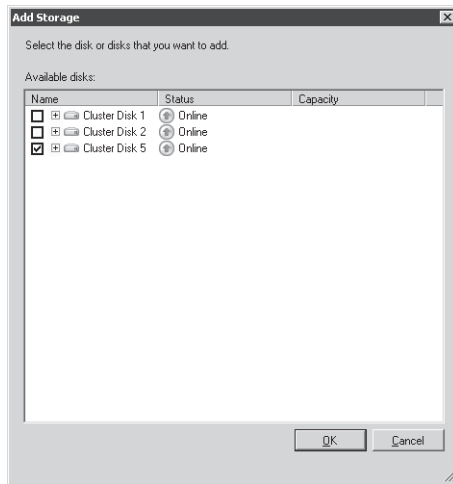 Add Storage
Select the disk or disks that you want to add.
Available disks:
Name Status Capacity
Cluster Disk 1 Online
Cluster Disk 2 Online
Cluster Disk 5 Online
OK Cancel